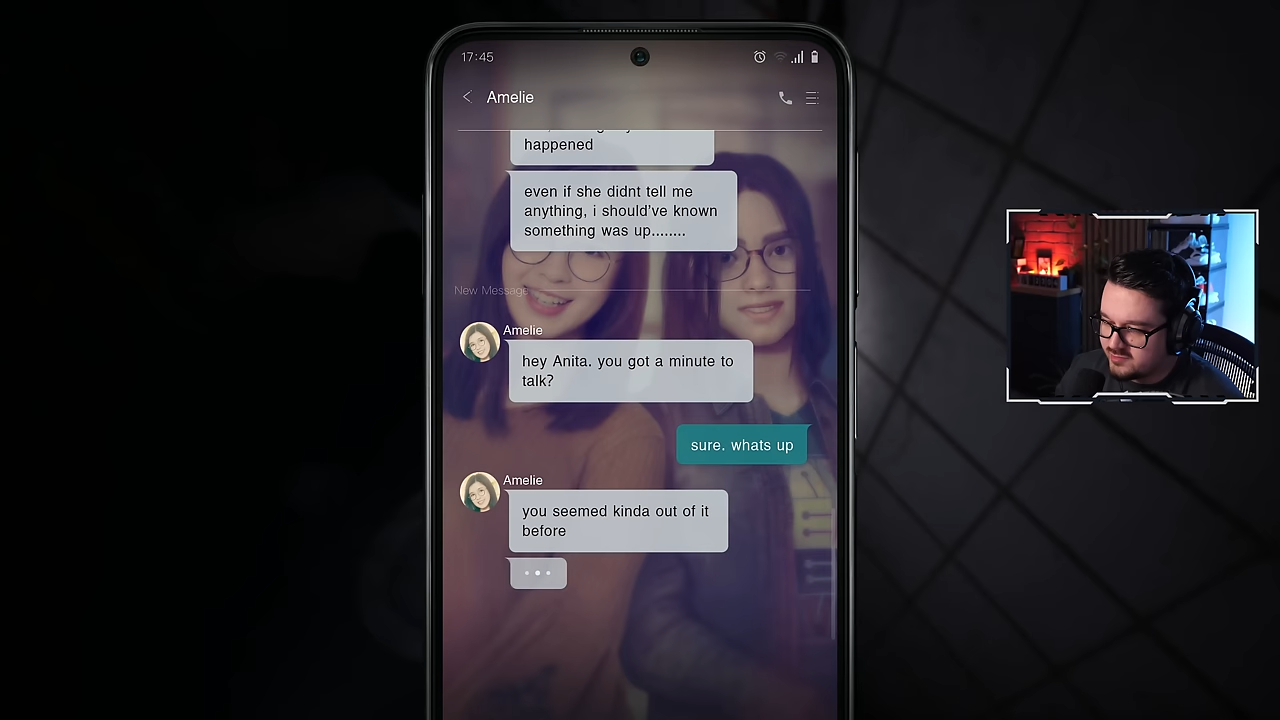 17:45
Amelie
happened
even if she didnt tell me
anything, i should've known
something was up........
New Message
Amelie
hey Anita. you got a minute to
talk?
sure. whats up
Amelie
you seemed kinda out of it
before